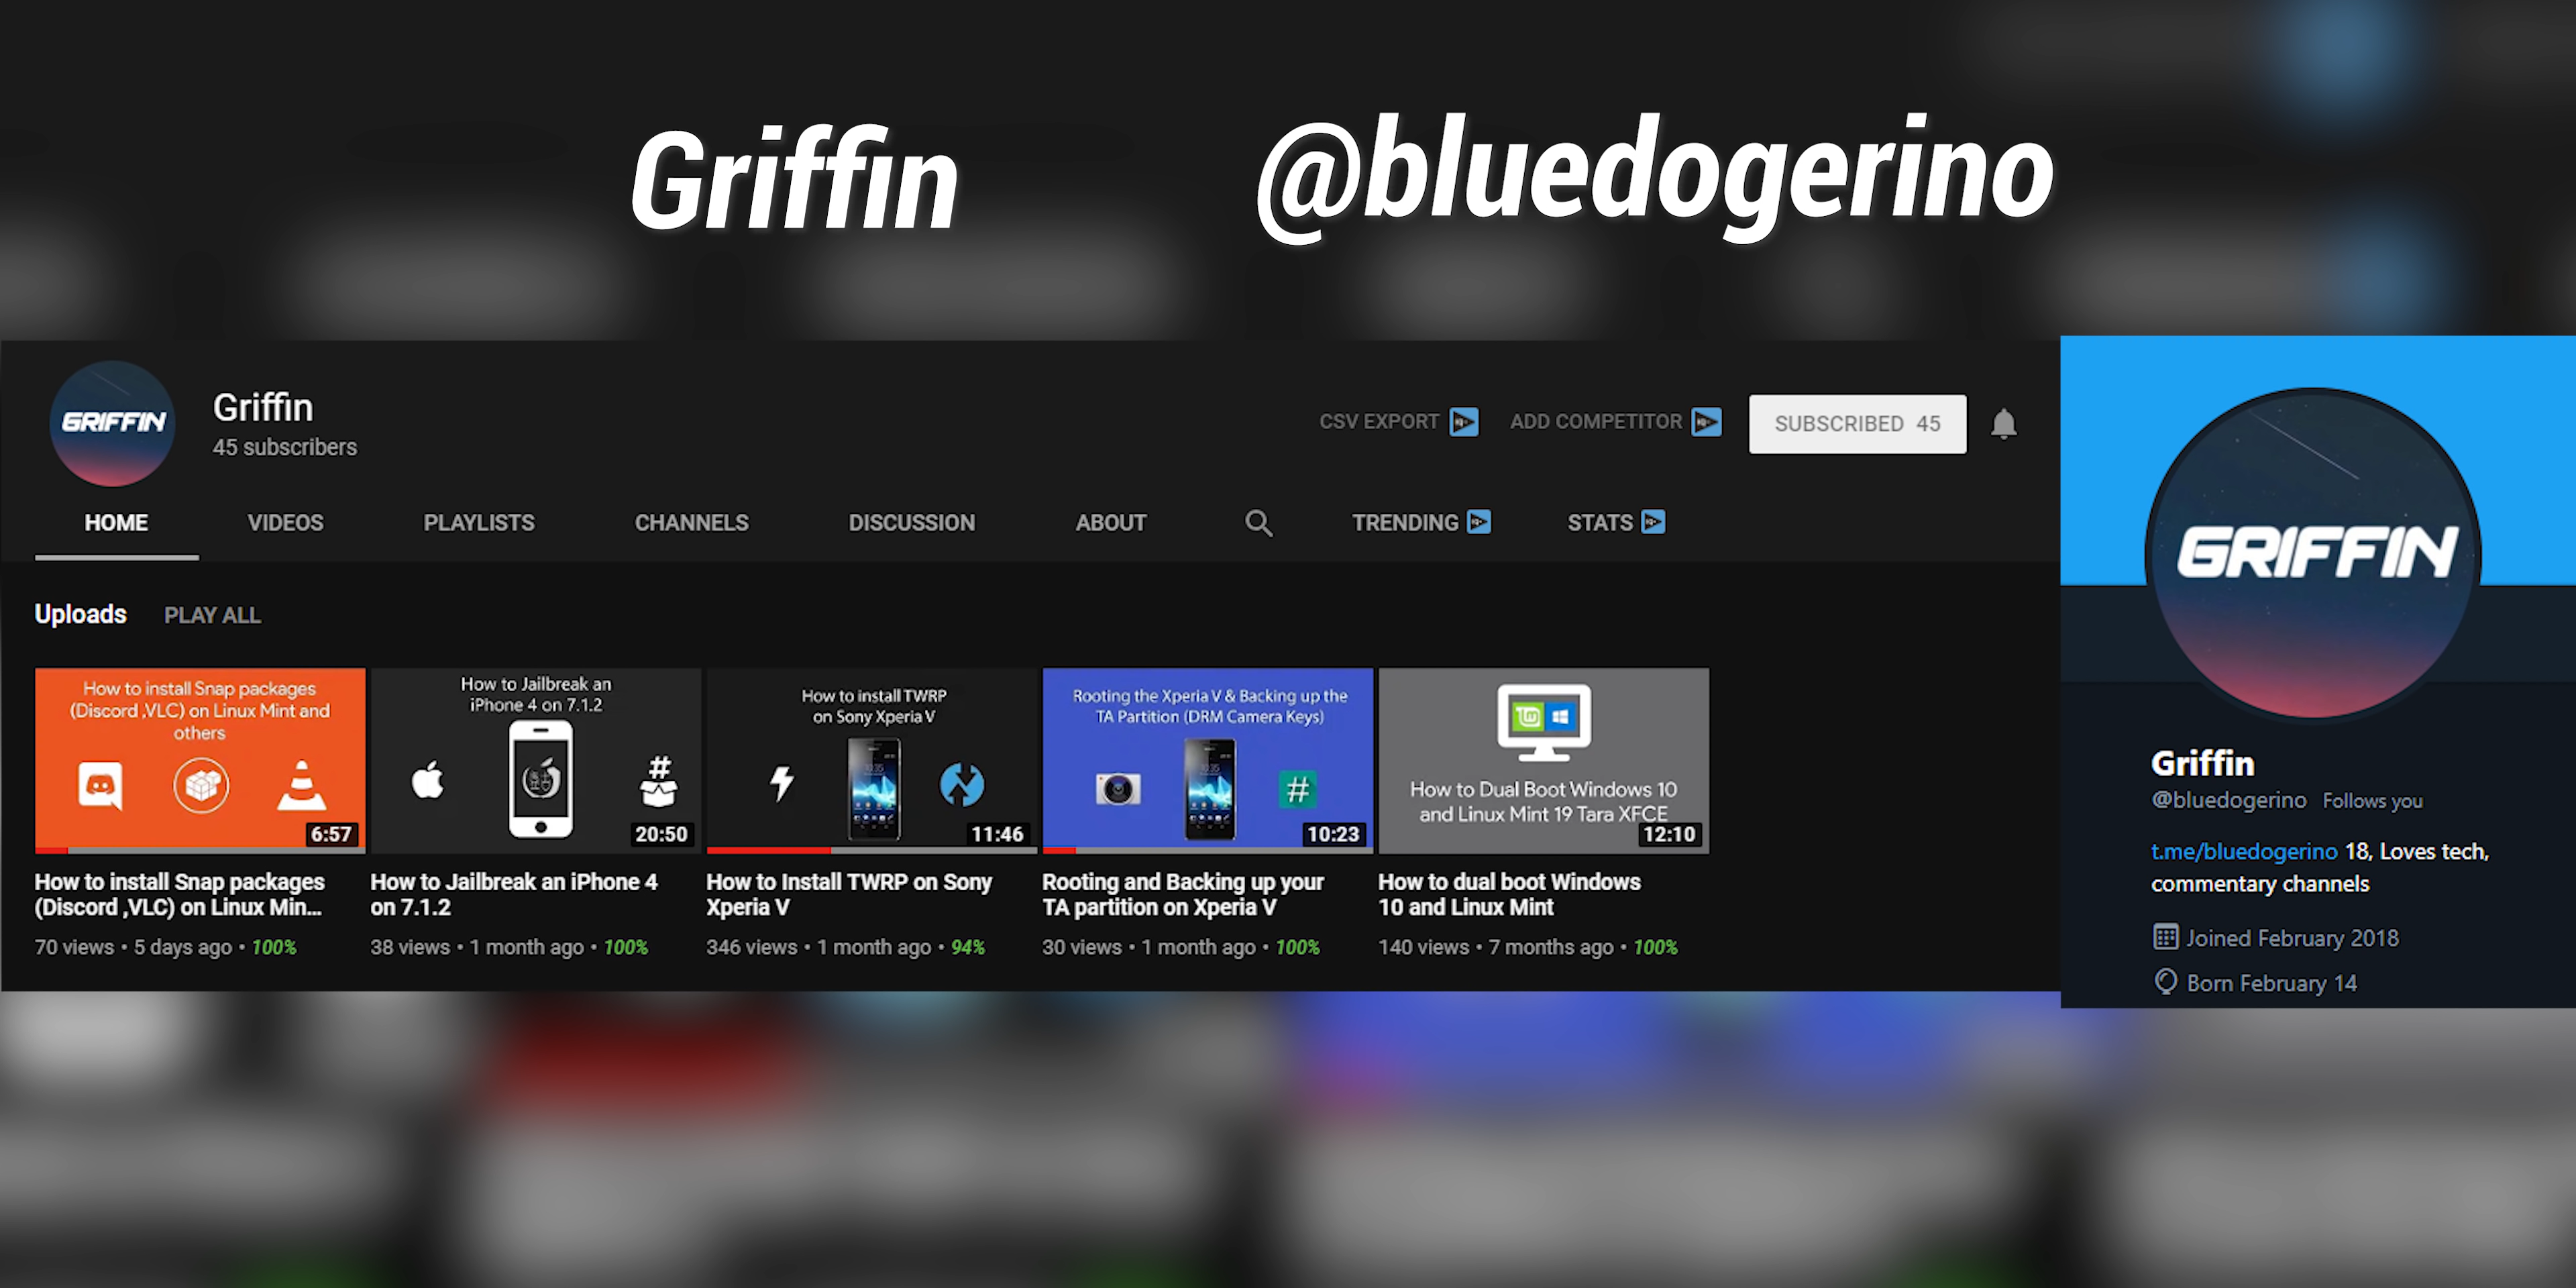 Griffin
@bluedogerino
GRIFFIN
Griffin
45 subscribers
CSV EXPORT
ADD COMPETITOR
SUBSCRIBED 45
HOME
VIDEOS
PLAYLISTS
CHANNELS
DISCUSSION
ABOUT
TRENDING
STATS
Uploads
PLAY ALL
How to install Snap packages
(Discord ,VLC) on Linux Mint and
others
6:57
How to install Snap packages
(Discord ,VLC) on Linux Min...
70 views • 5 days ago • 100%
How to Jailbreak an
iPhone 4 on 7.1.2
#
20:50
How to Jailbreak an iPhone 4
on 7.1.2
38 views • 1 month ago • 100%
How to install TWRP
on Sony Xperia V
11:46
How to Install TWRP on Sony
Xperia V
346 views • 1 month ago • 94%
Rooting the Xperia V & Backing up the
TA Partition (DRM Camera Keys)
#
10:23
Rooting and Backing up your
TA partition on Xperia V
30 views • 1 month ago • 100%
How to Dual Boot Windows 10
and Linux Mint 19 Tara XFCE
12:10
How to dual boot Windows
10 and Linux Mint
140 views • 7 months ago • 100%
GRIFFIN
Griffin
@bluedogerino Follows you
t.me/bluedogerino 18, Loves tech,
commentary channels
Joined February 2018
Born February 14